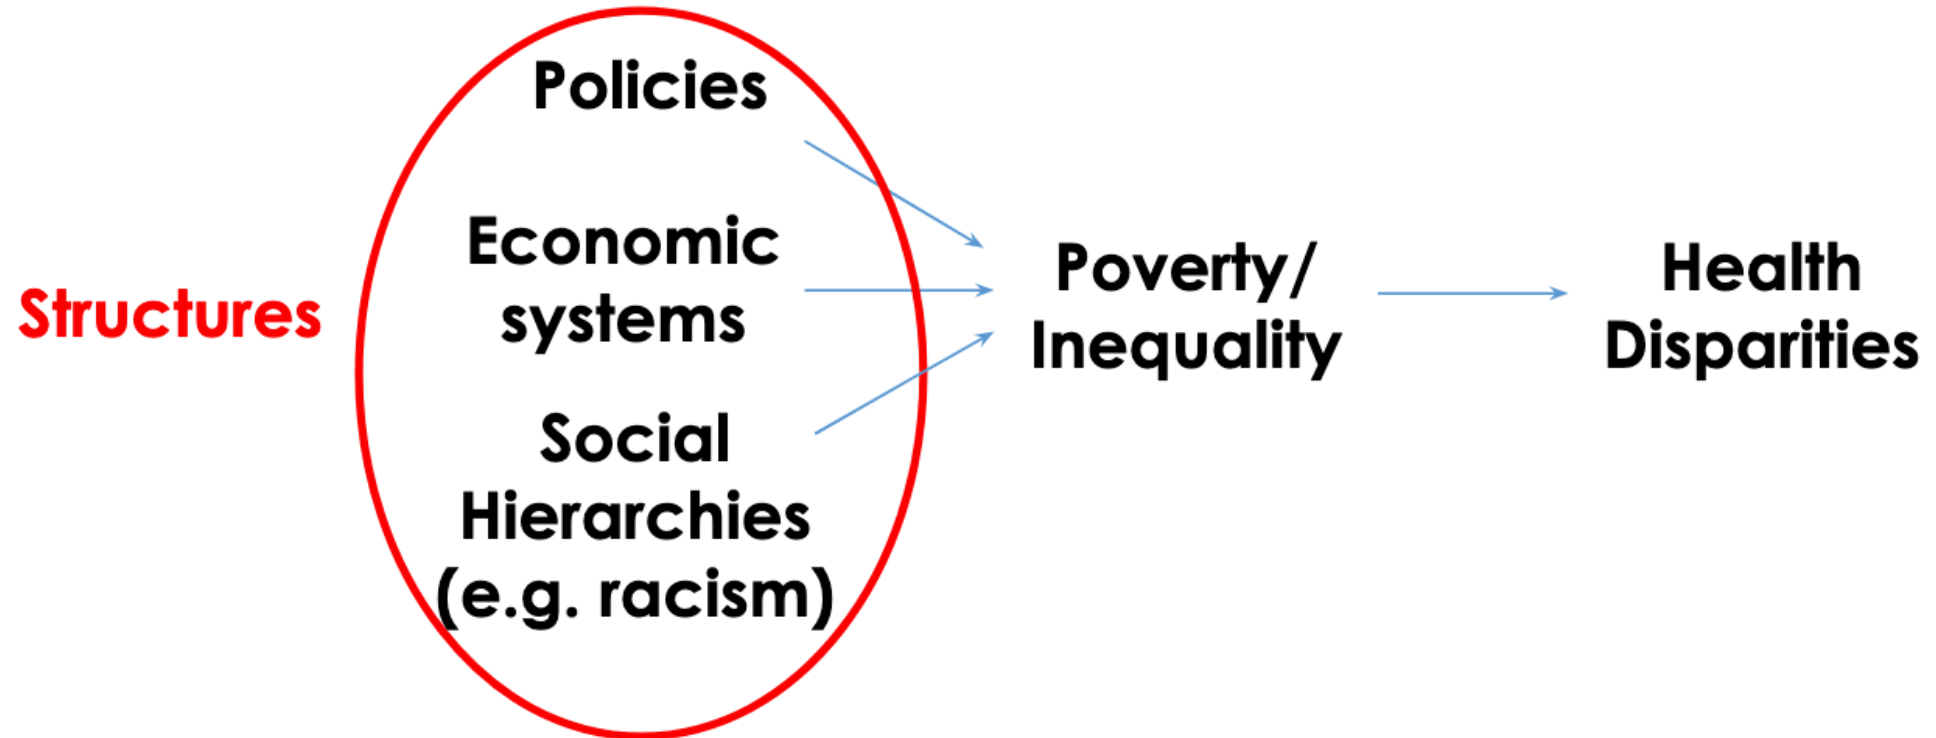 Structures
Policies
Economic
systems
Social
Hierarchies
(e.g. racism)
Poverty/
Inequality
Health
Disparities